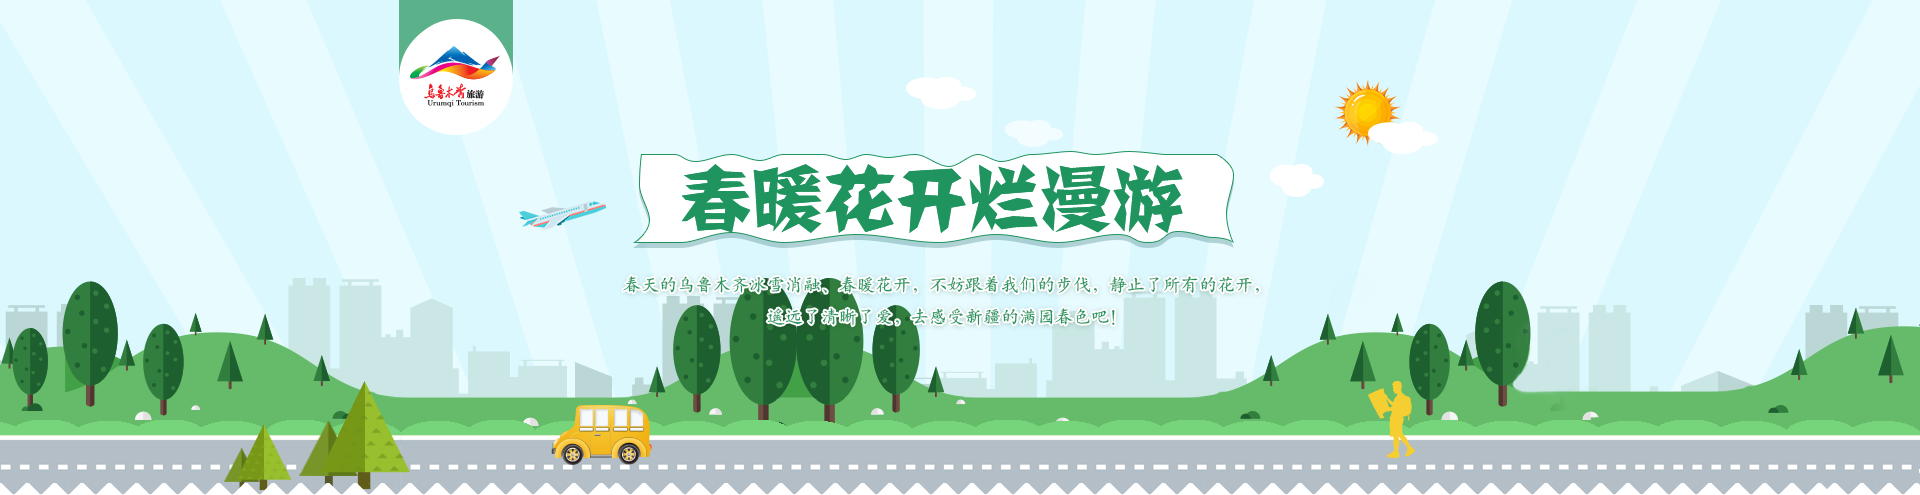 乌鲁木齐旅游
Urumqi Tourism
春暖花开烂漫游
春天的乌鲁木齐冰雪消融、春暖花开，不妨跟着我们的步伐，静止了所有的花开，
遥远了清晰了爱，去感受新疆的满园春色吧！